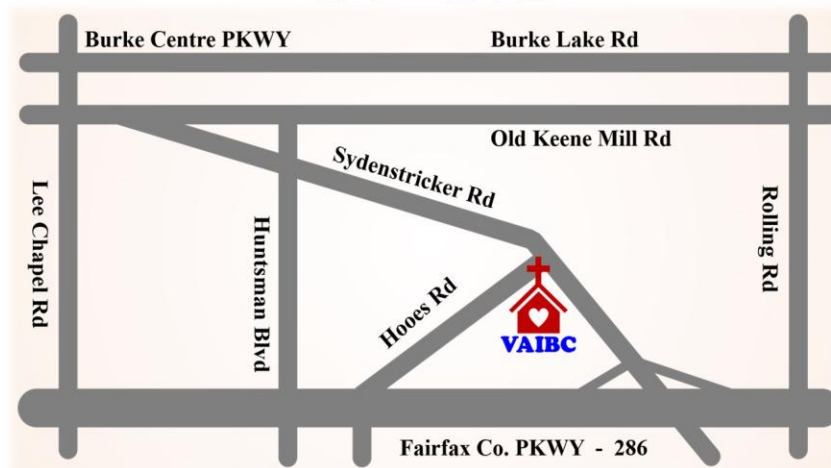 Burke Centre PKWY
Burke Lake Rd
Old Keene Mill Rd
Sydenstricker Rd
Lee Chapel Rd
Huntsman Blvd
Hooes Rd
Rolling Rd
VAIBC
Fairfax Co. PKWY - 286